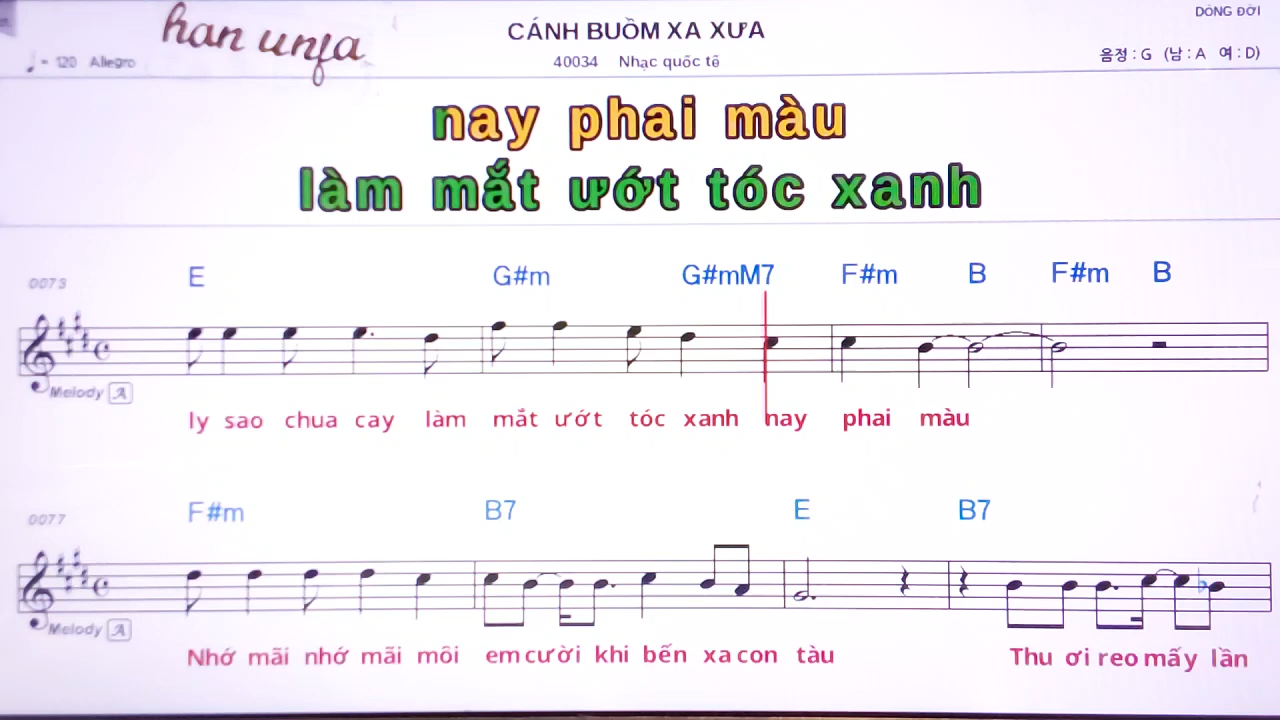 han unfa
CÁNH BUỒM XA XƯA
DÒNG ĐỜI
♩ = 120 Allegro
40034 Nhạc quốc tế
음정 : G (남 : A 여 : D)
nay phai màu
làm mắt ướt tóc xanh
0073 E G#m G#mM7 F#m B F#m B
Melody A
ly sao chua cay làm mắt ướt tóc xanh nay phai màu
0077 F#m B7 E B7
Melody A
Nhớ mãi nhớ mãi môi em cười khi bến xa con tàu Thu ơi reo mấy lần